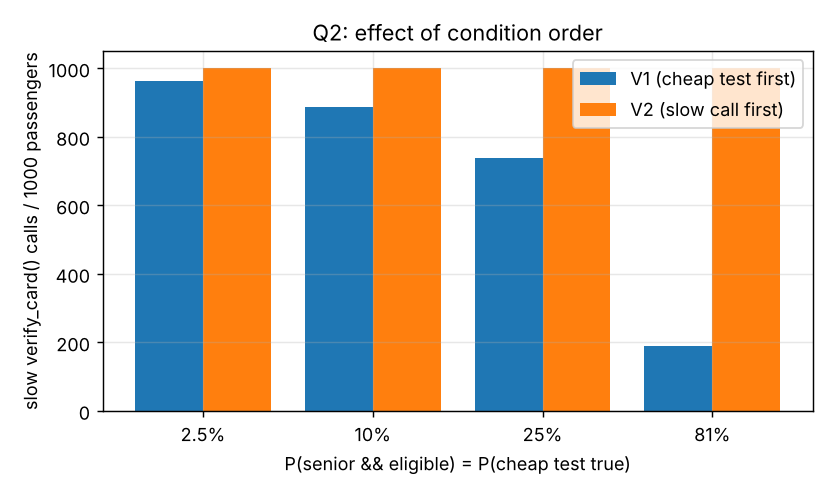 Q2: effect of condition order
slow verify_card() calls / 1000 passengers
1000
800
600
400
200
0
V1 (cheap test first)
V2 (slow call first)
2.5%
10%
25%
81%
P(senior && eligible) = P(cheap test true)